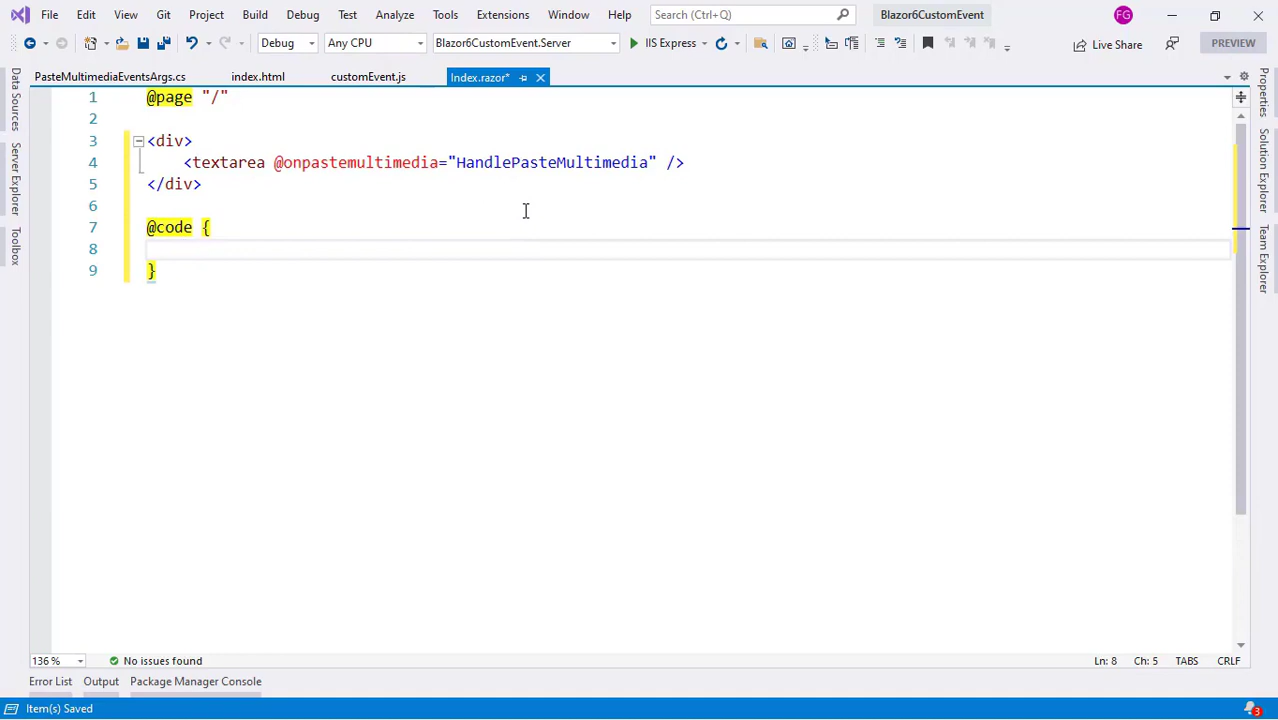 File Edit View Git Project Build Debug Test Analyze Tools Extensions Window Help Search (Ctrl+Q) Blazor6CustomEvent FG
Debug Any CPU Blazor6CustomEvent.Server IIS Express Live Share PREVIEW
PasteMultimediaEventsArgs.cs index.html customEvent.js Index.razor*
Data Sources
Server Explorer
Toolbox
1 @page "/"
2
3 <div>
4 <textarea @onpastemultimedia="HandlePasteMultimedia" />
5 </div>
6
7 @code {
8
9 }
Properties
Solution Explorer
Team Explorer
136 % No issues found Ln: 8 Ch: 5 TABS CRLF
Error List Output Package Manager Console
Item(s) Saved 3